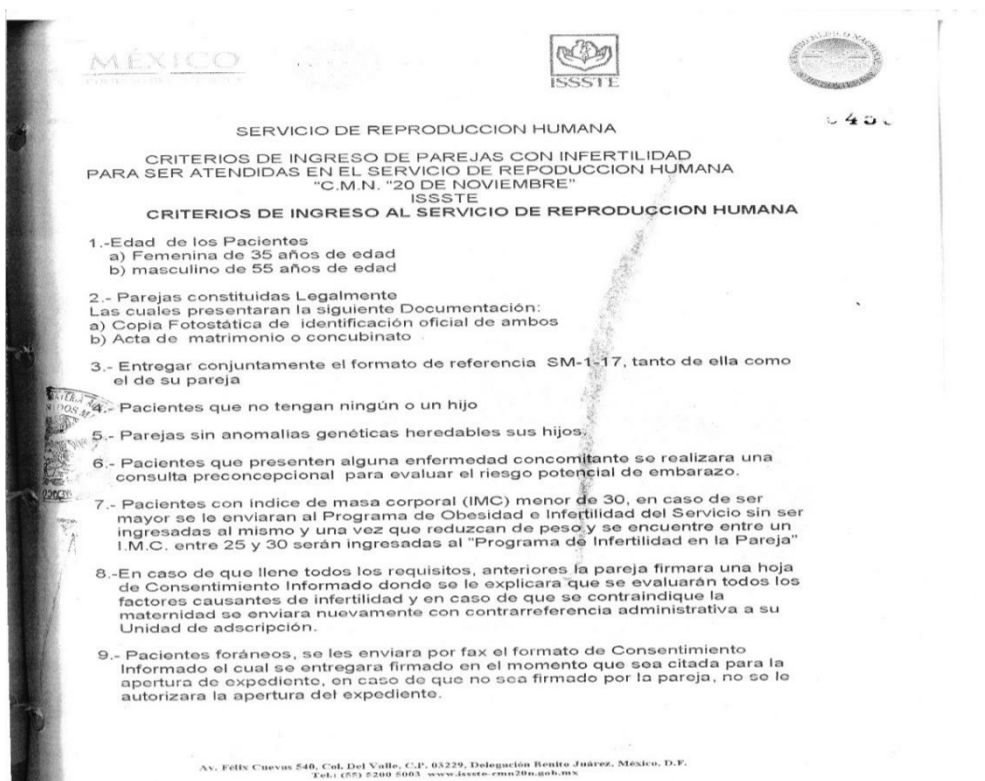 MÉXICO
ISSSTE
SERVICIO DE REPRODUCCION HUMANA
CRITERIOS DE INGRESO DE PAREJAS CON INFERTILIDAD
PARA SER ATENDIDAS EN EL SERVICIO DE REPODUCCION HUMANA
"C.M.N. "20 DE NOVIEMBRE"
ISSSTE
CRITERIOS DE INGRESO AL SERVICIO DE REPRODUCCION HUMANA
1.-Edad de los Pacientes
a) Femenina de 35 años de edad
b) masculino de 55 años de edad
2.- Parejas constituidas Legalmente
Las cuales presentaran la siguiente Documentación:
a) Copia Fotostática de identificación oficial de ambos
b) Acta de matrimonio o concubinato
3.- Entregar conjuntamente el formato de referencia SM-1-17, tanto de ella como
el de su pareja
4.- Pacientes que no tengan ningún o un hijo
5.- Parejas sin anomalías genéticas heredables sus hijos.
6.- Pacientes que presenten alguna enfermedad concomitante se realizara una
consulta preconcepcional para evaluar el riesgo potencial de embarazo.
7.- Pacientes con índice de masa corporal (IMC) menor de 30, en caso de ser
mayor se le enviaran al Programa de Obesidad e Infertilidad del Servicio sin ser
ingresadas al mismo y una vez que reduzcan de peso y se encuentre entre un
I.M.C. entre 25 y 30 serán ingresadas al "Programa de Infertilidad en la Pareja"
8.-En caso de que llene todos los requisitos, anteriores la pareja firmara una hoja
de Consentimiento Informado donde se le explicara que se evaluarán todos los
factores causantes de infertilidad y en caso de que se contraindique la
maternidad se enviara nuevamente con contrarreferencia administrativa a su
Unidad de adscripción.
9.- Pacientes foráneos, se les enviara por fax el formato de Consentimiento
Informado el cual se entregara firmado en el momento que sea citada para la
apertura de expediente, en caso de que no sea firmado por la pareja, no se le
autorizara la apertura del expediente.
Av. Félix Cuevas 540, Col. Del Valle, C.P. 03229, Delegación Benito Juárez, México, D.F.
Tel.: (55) 5200 5003 www.issste-cmn20n.gob.mx